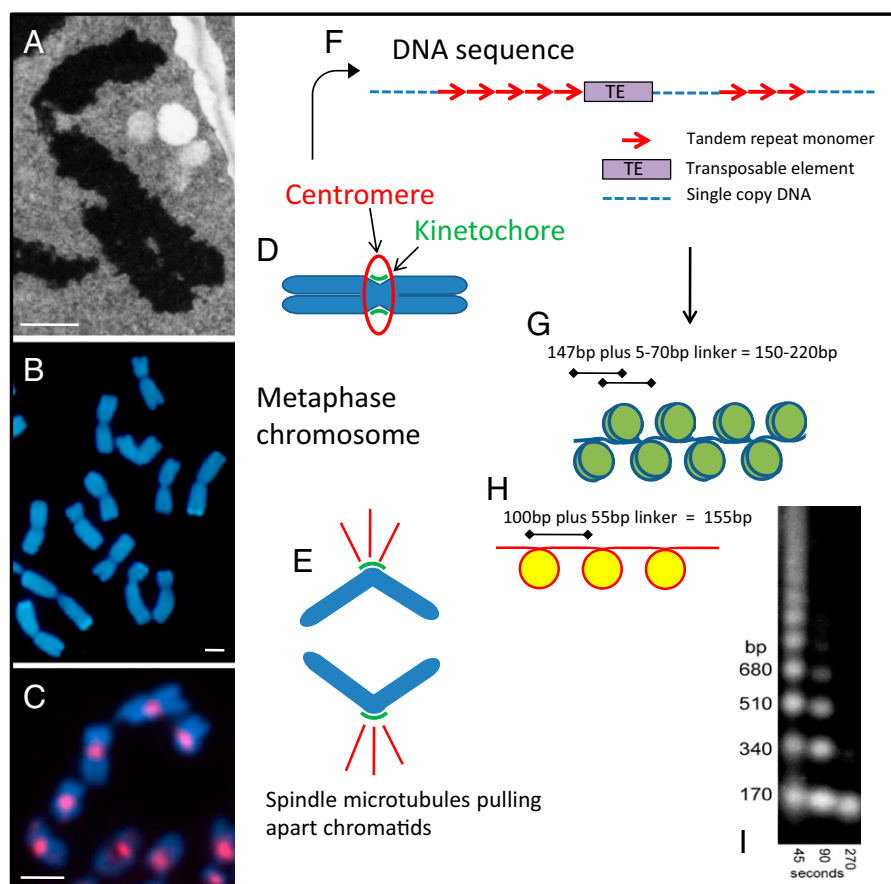 A
F
DNA sequence
TE
Tandem repeat monomer
TE
Transposable element
Single copy DNA
Centromere
Kinetochore
D
G
147bp plus 5-70bp linker = 150-220bp
B
Metaphase
chromosome
H
100bp plus 55bp linker = 155bp
E
bp
680
510
340
170
C
Spindle microtubules pulling
apart chromatids
I
45
90
270
seconds